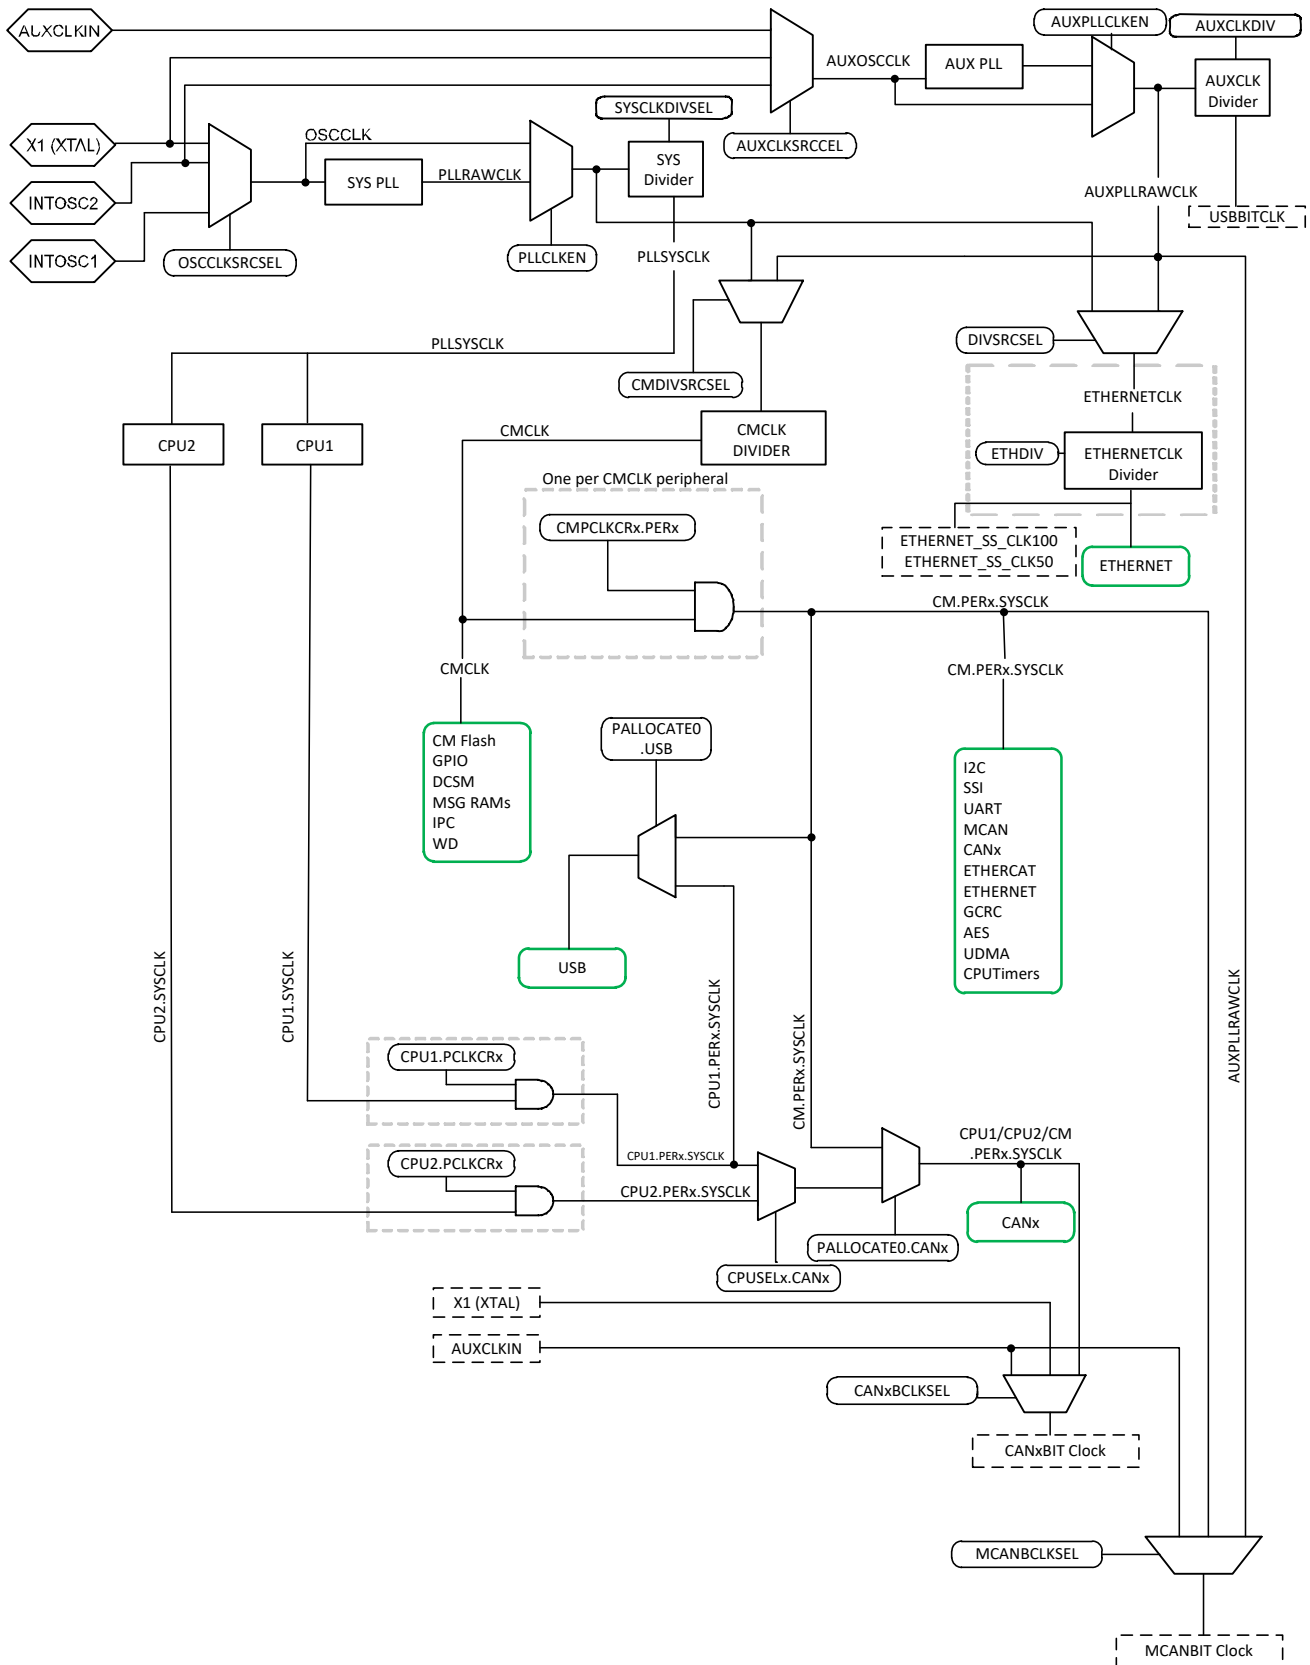 AUXCLKIN
AUXPLLCLKEN
AUXCLKDIV
AUXOSCCLK
AUX PLL
AUXCLK
Divider
SYSCLKDIVSEL
X1 (XTAL)
OSCCLK
AUXCLKSRCCEL
SYS PLL
PLLRAWCLK
SYS
Divider
AUXPLLRAWCLK
INTOSC2
USBBITCLK
INTOSC1
OSCCLKSRCSEL
PLLCLKEN
PLLSYSCLK
DIVSRCSEL
PLLSYSCLK
CMDIVSRCSEL
ETHERNETCLK
CPU2
CPU1
CMCLK
CMCLK
DIVIDER
ETHDIV
ETHERNETCLK
Divider
One per CMCLK peripheral
CMPCLKCRx.PERx
ETHERNET_SS_CLK100
ETHERNET_SS_CLK50
ETHERNET
CM.PERx.SYSCLK
CMCLK
CM.PERx.SYSCLK
PALLOCATE0
.USB
CM Flash
GPIO
DCSM
MSG RAMs
IPC
WD
I2C
SSI
UART
MCAN
CANx
ETHERCAT
ETHERNET
GCRC
AES
UDMA
CPUTimers
USB
CPU2.SYSCLK
CPU1.SYSCLK
CPU1.PERx.SYSCLK
CM.PERx.SYSCLK
AUXPLLRAWCLK
CPU1.PCLKCRx
CPU1.PERx.SYSCLK
CPU1/CPU2/CM
.PERx.SYSCLK
CPU2.PCLKCRx
CPU2.PERx.SYSCLK
CANx
PALLOCATE0.CANx
CPUSELx.CANx
X1 (XTAL)
AUXCLKIN
CANxBCLKSEL
CANxBIT Clock
MCANBCLKSEL
MCANBIT Clock